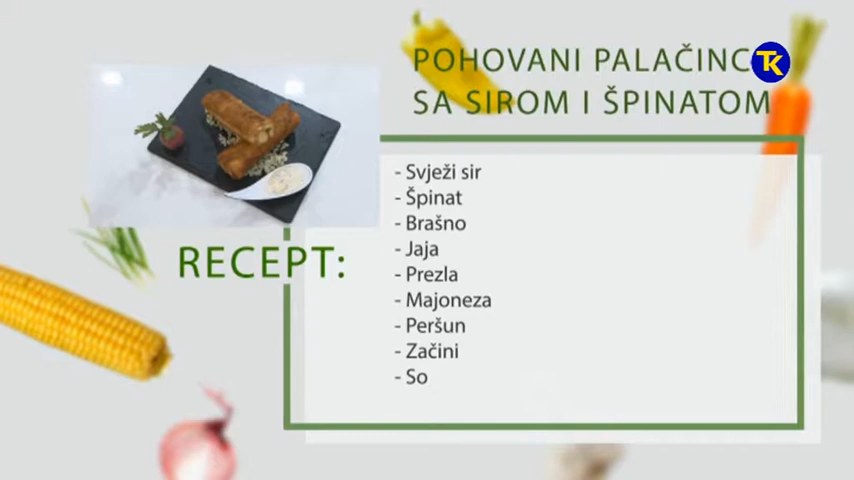 POHOVANI PALAČINC
SA SIROM I ŠPINATOM
TK
- Svježi sir
- Špinat
- Brašno
- Jaja
- Prezla
- Majoneza
- Peršun
- Začini
- So
RECEPT: